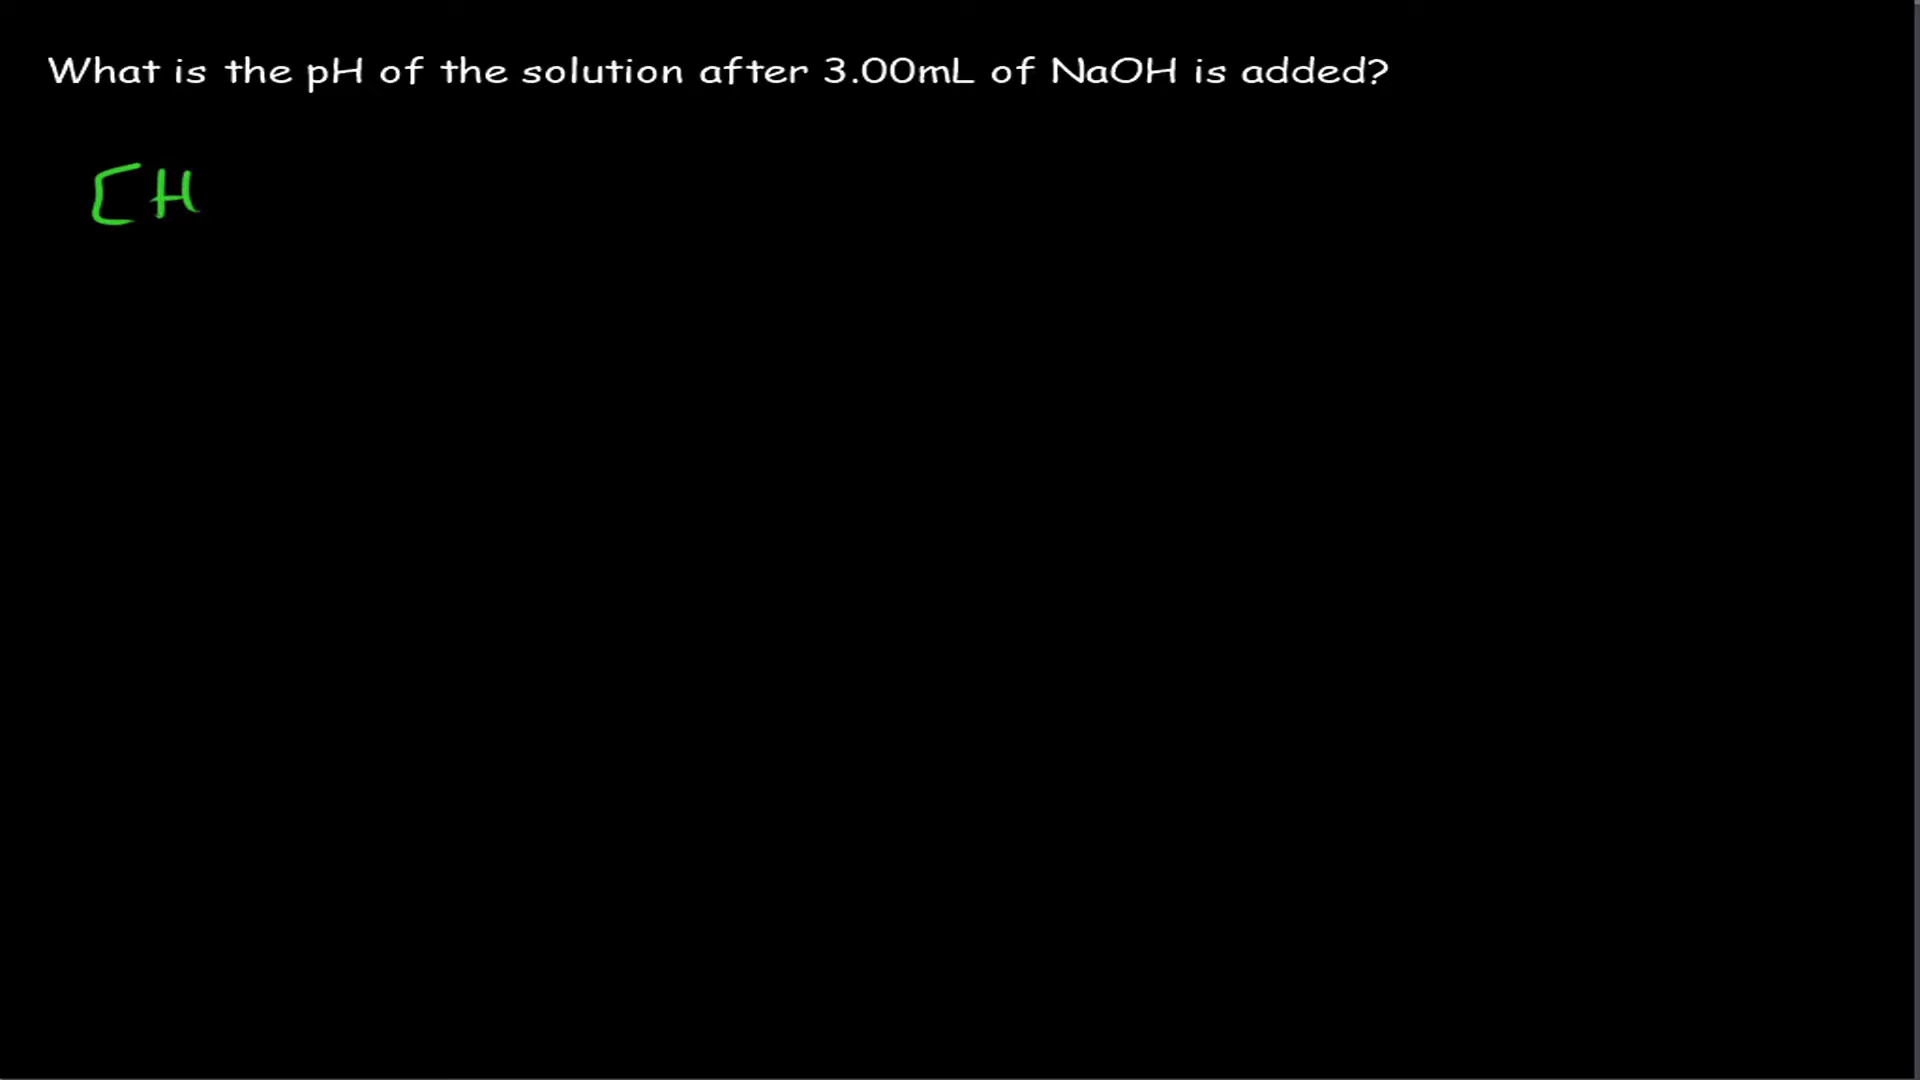 What is the pH of the solution after 3.00mL of NaOH is added?
[H